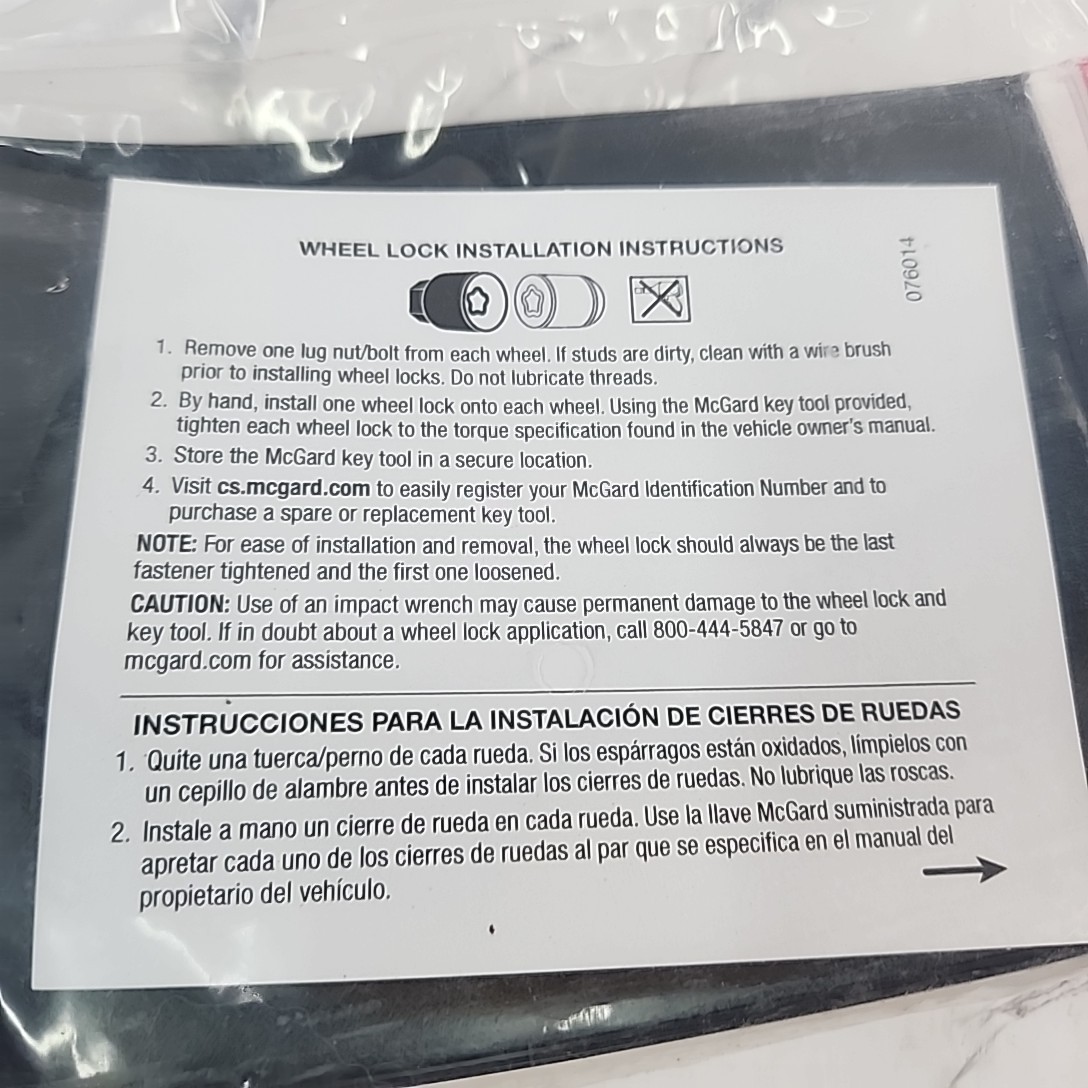 WHEEL LOCK INSTALLATION INSTRUCTIONS
076014
1. Remove one lug nut/bolt from each wheel. If studs are dirty, clean with a wire brush
prior to installing wheel locks. Do not lubricate threads.
2. By hand, install one wheel lock onto each wheel. Using the McGard key tool provided,
tighten each wheel lock to the torque specification found in the vehicle owner's manual.
3. Store the McGard key tool in a secure location.
4. Visit cs.mcgard.com to easily register your McGard Identification Number and to
purchase a spare or replacement key tool.
NOTE: For ease of installation and removal, the wheel lock should always be the last
fastener tightened and the first one loosened.
CAUTION: Use of an impact wrench may cause permanent damage to the wheel lock and
key tool. If in doubt about a wheel lock application, call 800-444-5847 or go to
mcgard.com for assistance.
INSTRUCCIONES PARA LA INSTALACIÓN DE CIERRES DE RUEDAS
1. Quite una tuerca/perno de cada rueda. Si los espárragos están oxidados, límpielos con
un cepillo de alambre antes de instalar los cierres de ruedas. No lubrique las roscas.
2. Instale a mano un cierre de rueda en cada rueda. Use la llave McGard suministrada para
apretar cada uno de los cierres de ruedas al par que se especifica en el manual del
propietario del vehículo.